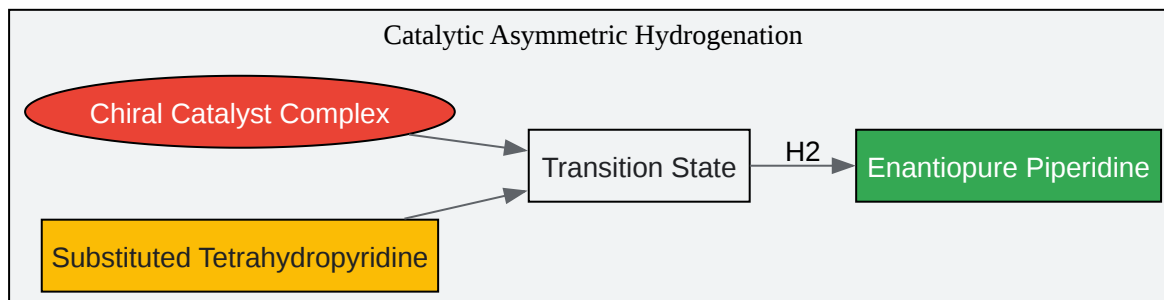 Catalytic Asymmetric Hydrogenation
Chiral Catalyst Complex
Substituted Tetrahydropyridine
Transition State
H2
Enantiopure Piperidine